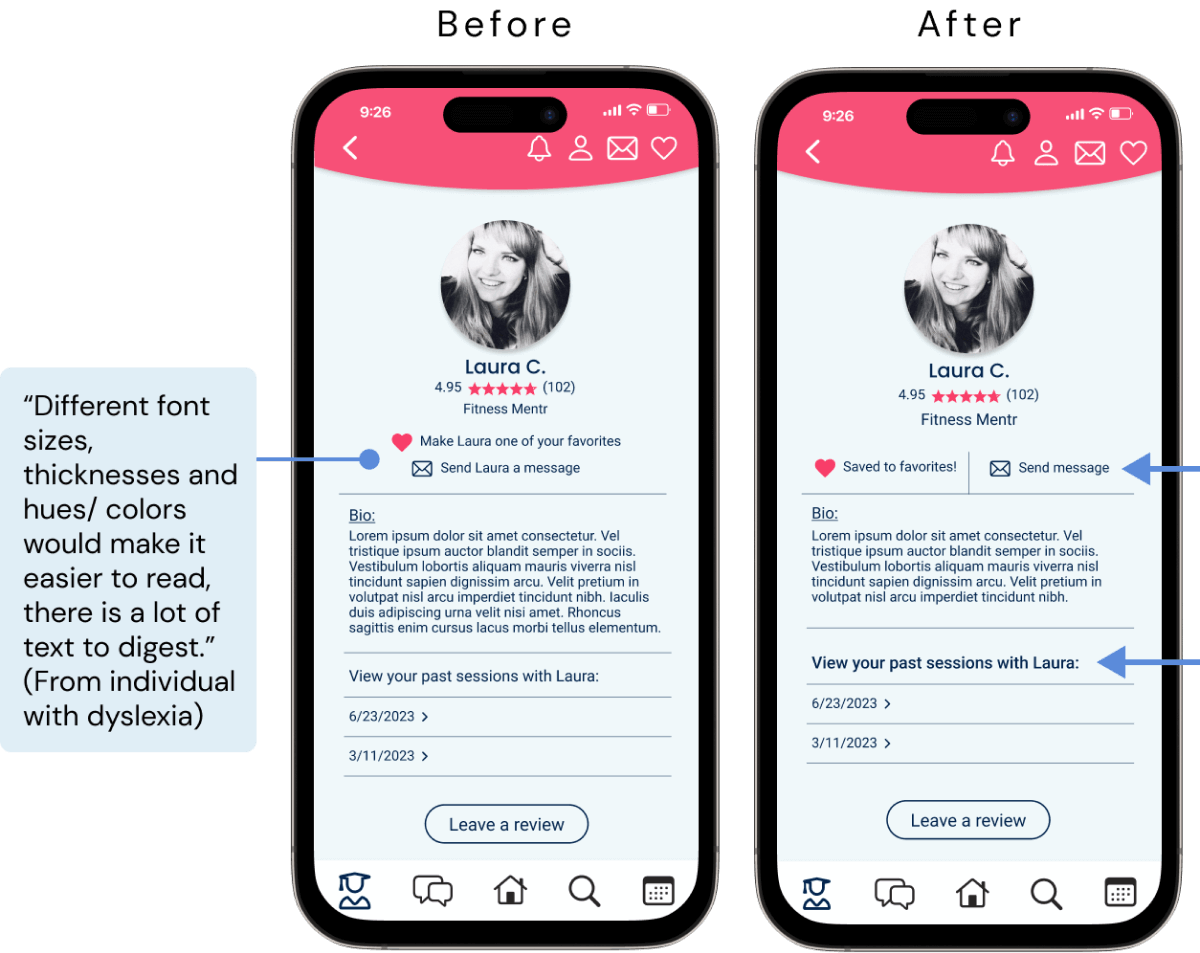 Before
After
“Different font
sizes,
thicknesses and
hues/ colors
would make it
easier to read,
there is a lot of
text to digest.”
(From individual
with dyslexia)
9:26
Laura C.
4.95 ★★★★★ (102)
Fitness Mentr
Make Laura one of your favorites
Send Laura a message
Bio:
Lorem ipsum dolor sit amet consectetur. Vel
tristique ipsum auctor blandit semper in sociis.
Vestibulum lobortis aliquam mauris viverra nisl
tincidunt sapien dignissim arcu. Velit pretium in
volutpat nisl arcu imperdiet tincidunt nibh. Iaculis
duis adipiscing urna velit nisi amet. Rhoncus
sagittis enim cursus lacus morbi tellus elementum.
View your past sessions with Laura:
6/23/2023 >
3/11/2023 >
Leave a review
9:26
Laura C.
4.95 ★★★★★ (102)
Fitness Mentr
Saved to favorites!
Send message
Bio:
Lorem ipsum dolor sit amet consectetur. Vel
tristique ipsum auctor blandit semper in sociis.
Vestibulum lobortis aliquam mauris viverra nisl
tincidunt sapien dignissim arcu. Velit pretium in
volutpat nisl arcu imperdiet tincidunt nibh.
View your past sessions with Laura:
6/23/2023 >
3/11/2023 >
Leave a review